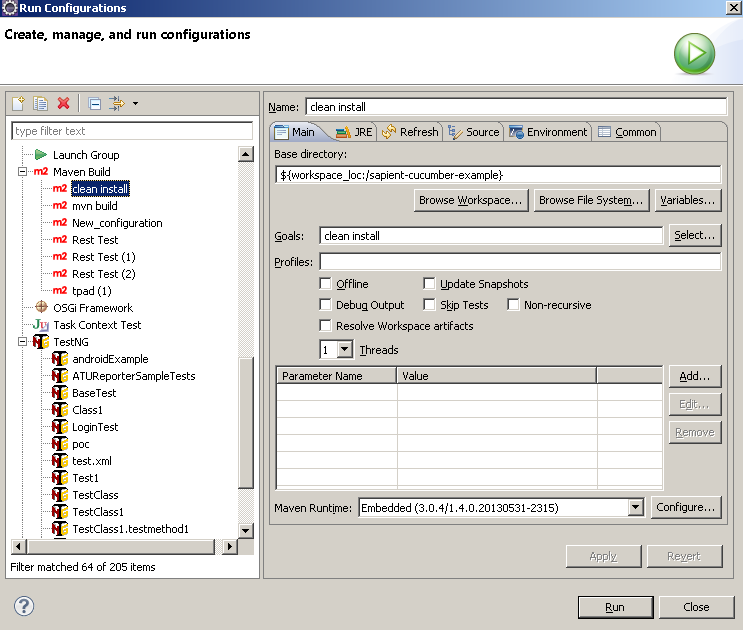 Run Configurations
Create, manage, and run configurations
type filter text
Launch Group
Maven Build
m2 clean install
m2 mvn build
m2 New_configuration
m2 Rest Test
m2 Rest Test (1)
m2 Rest Test (2)
m2 tpad (1)
OSGi Framework
Ju Task Context Test
TestNG
androidExample
ATUReporterSampleTests
BaseTest
Class1
LoginTest
poc
test.xml
Test1
TestClass
TestClass1
TestClass1.testmethod1
Filter matched 64 of 205 items
Name: clean install
Main JRE Refresh Source Environment Common
Base directory:
${workspace_loc:/sapient-cucumber-example}
Browse Workspace... Browse File System... Variables...
Goals: clean install Select...
Profiles:
Offline Update Snapshots
Debug Output Skip Tests Non-recursive
Resolve Workspace artifacts
1 Threads
Parameter Name Value
Add...
Edit...
Remove
Maven Runtime: Embedded (3.0.4/1.4.0.20130531-2315) Configure...
Apply Revert
? Run Close